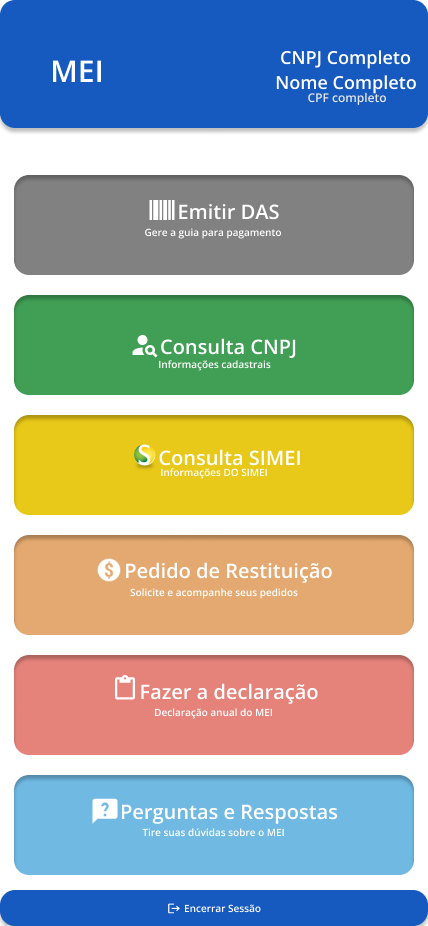 MEI
CNPJ Completo
Nome Completo
CPF completo
Emitir DAS
Gere a guia para pagamento
Consulta CNPJ
Informações cadastrais
S Consulta SIMEI
Informações DO SIMEI
$ Pedido de Restituição
Solicite e acompanhe seus pedidos
Fazer a declaração
Declaração anual do MEI
? Perguntas e Respostas
Tire suas dúvidas sobre o MEI
Encerrar Sessão